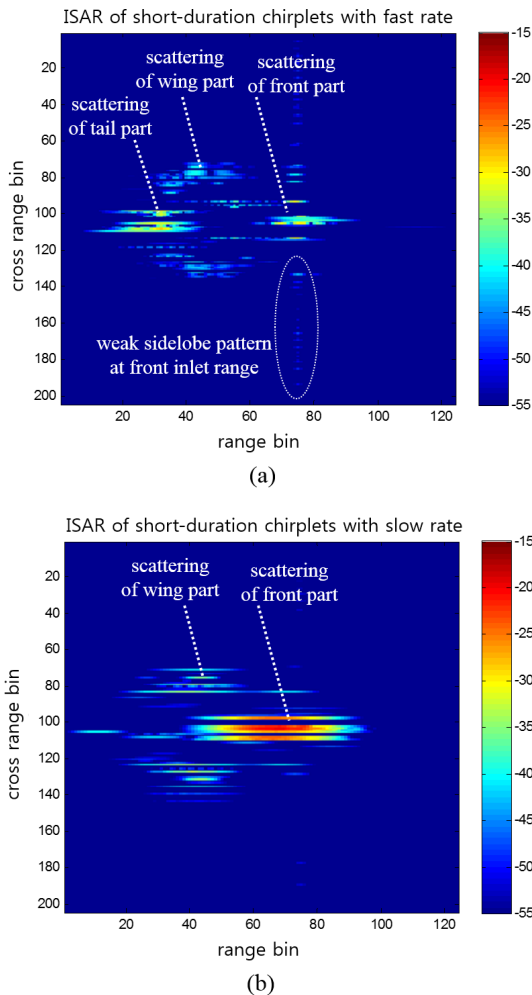 ISAR of short-duration chirplets with fast rate
scattering
of wing part
scattering
of front part
scattering
of tail part
weak sidelobe pattern
at front inlet range
cross range bin
20
40
60
80
100
120
140
160
180
200
20
40
60
80
100
120
range bin
-15
-20
-25
-30
-35
-40
-45
-50
-55
(a)
ISAR of short-duration chirplets with slow rate
scattering
of wing part
scattering
of front part
cross range bin
20
40
60
80
100
120
140
160
180
200
20
40
60
80
100
120
range bin
-15
-20
-25
-30
-35
-40
-45
-50
-55
(b)